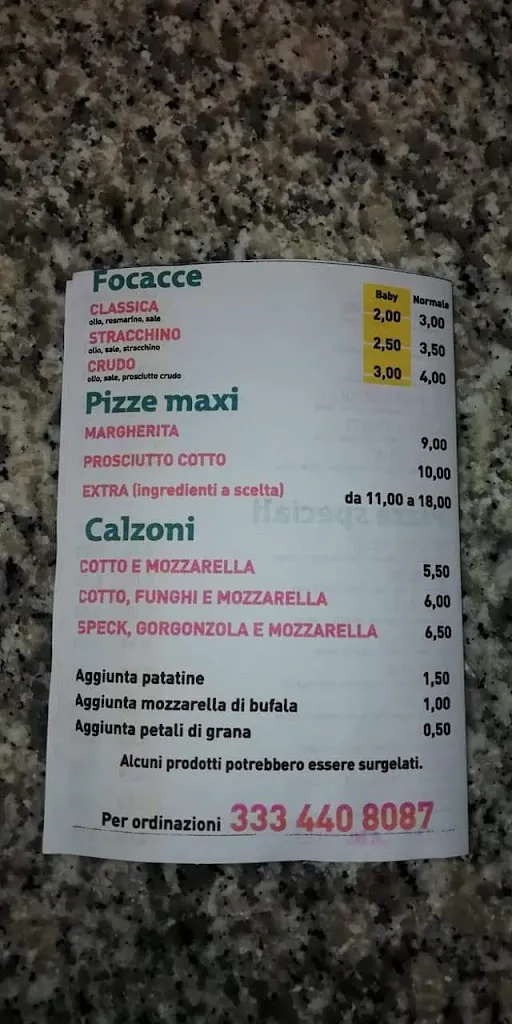 Focacce
Baby Normale
CLASSICA 2,00 3,00
olio, rosmarino, sale
STRACCHINO 2,50 3,50
olio, sale, stracchino
CRUDO 3,00 4,00
olio, sale, prosciutto crudo
Pizze maxi
MARGHERITA 9,00
PROSCIUTTO COTTO 10,00
EXTRA (ingredienti a scelta) da 11,00 a 18,00
Calzoni
COTTO E MOZZARELLA 5,50
COTTO, FUNGHI E MOZZARELLA 6,00
SPECK, GORGONZOLA E MOZZARELLA 6,50
Aggiunta patatine 1,50
Aggiunta mozzarella di bufala 1,00
Aggiunta petali di grana 0,50
Alcuni prodotti potrebbero essere surgelati.
Per ordinazioni 333 440 8087